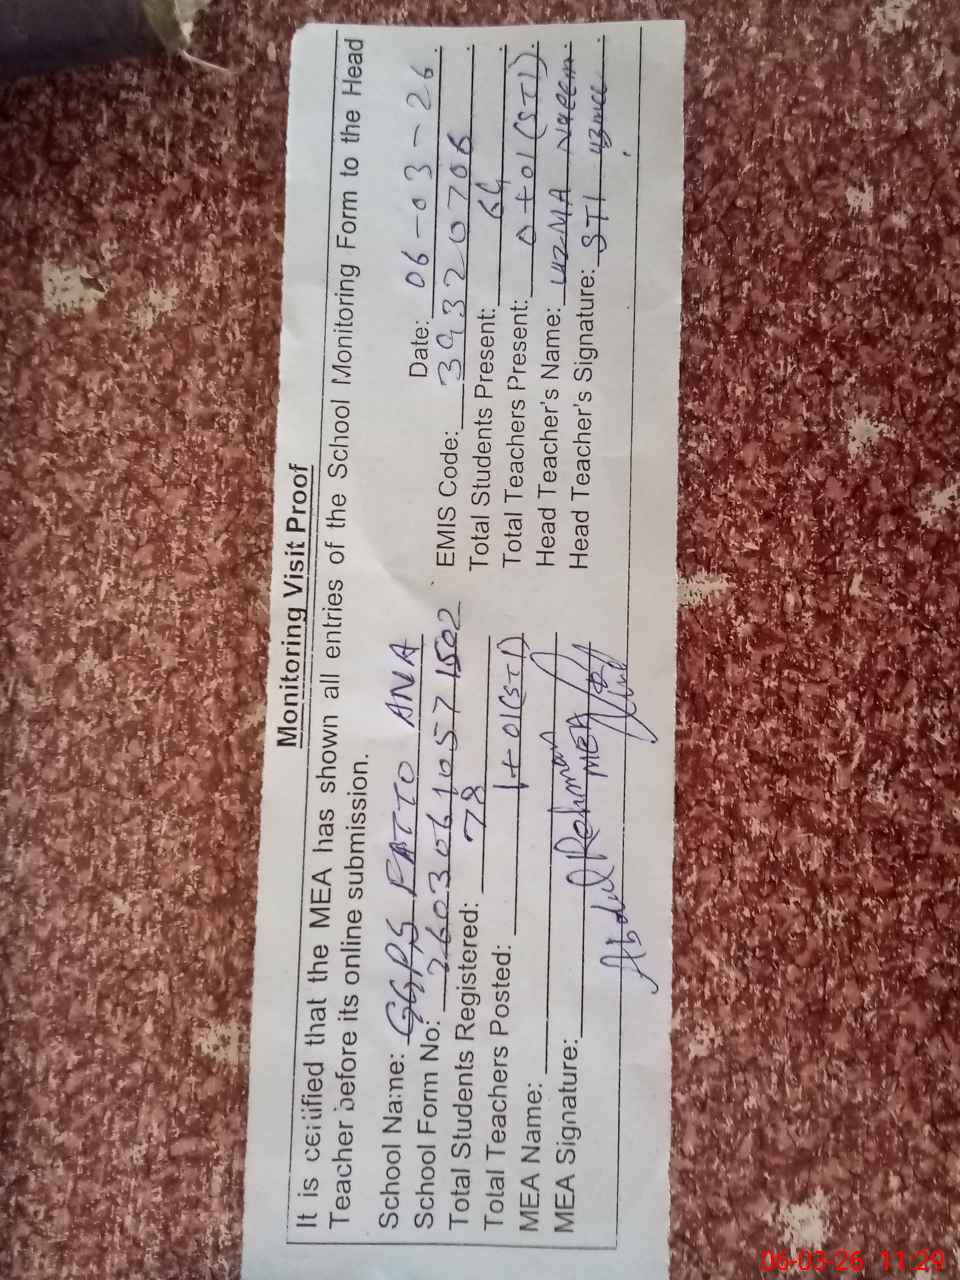 Monitoring Visit Proof
It is certified that the MEA has shown all entries of the School Monitoring Form to the Head
Teacher before its online submission.
School Name: GGPS FATTO ANA
Date: 06-03-26
School Form No: 2603061057 1502
EMIS Code: 39320706
Total Students Registered: 78
Total Students Present: 64
Total Teachers Posted: 1+01(STI)
Total Teachers Present: 0+01(STI)
MEA Name: Abdul Rehman
Head Teacher's Name: UZMA Naeem
MEA Signature: MEA
Head Teacher's Signature: STI uzma
06-03-26 11:29